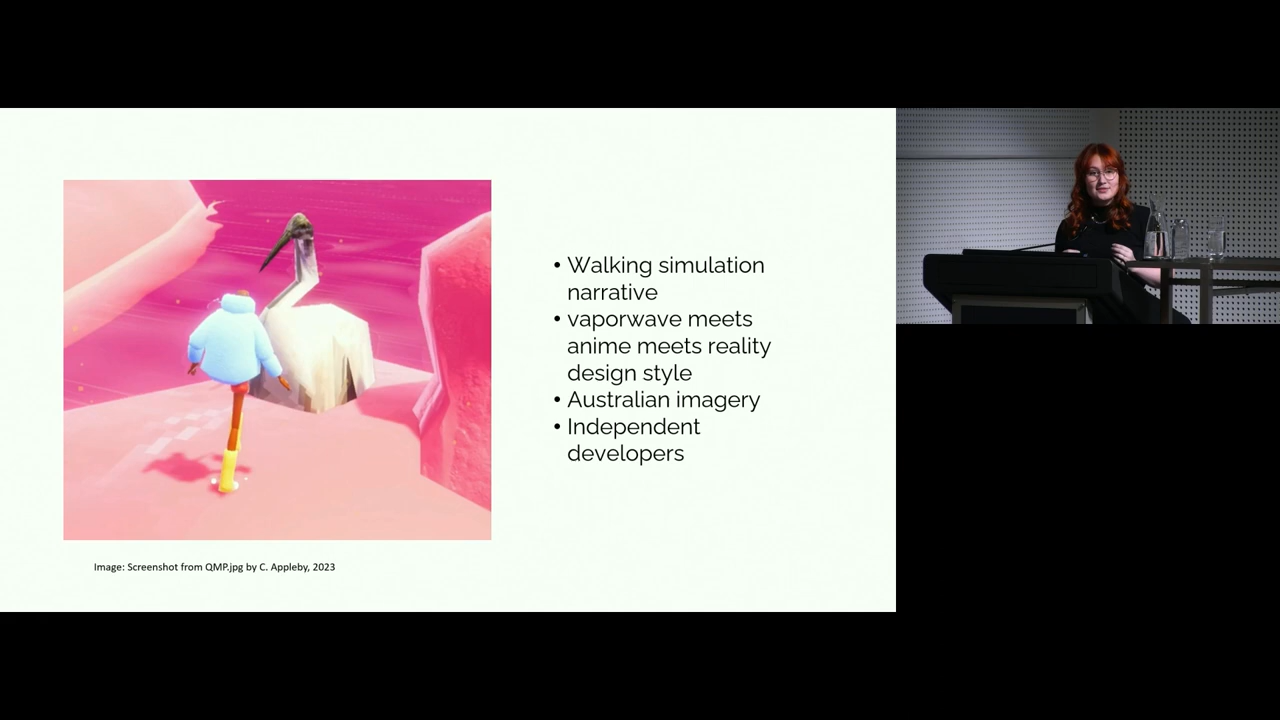 • Walking simulation
narrative
• vaporwave meets
anime meets reality
design style
• Australian imagery
• Independent
developers
Image: Screenshot from QMP.jpg by C. Appleby, 2023